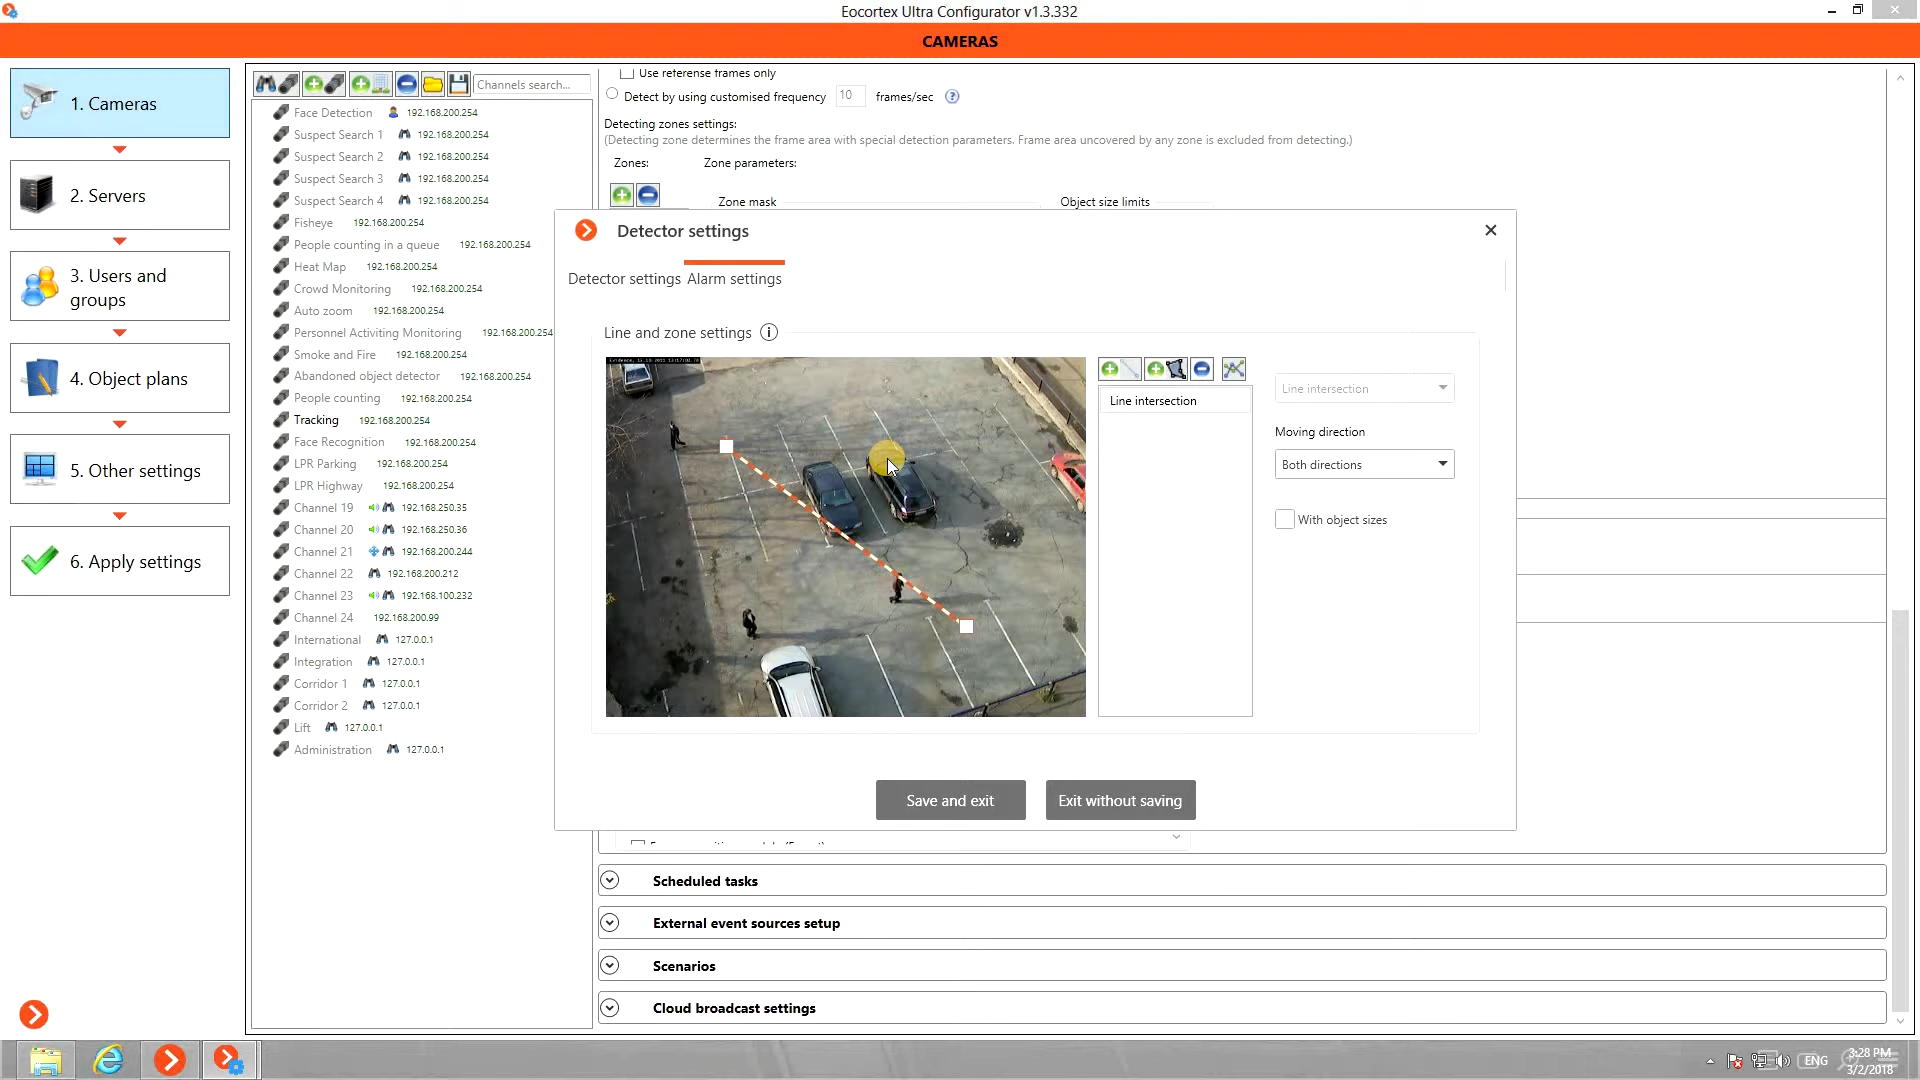 Eocortex Ultra Configurator v1.3.332
CAMERAS
1. Cameras
2. Servers
3. Users and
groups
4. Object plans
5. Other settings
6. Apply settings
Channels search...
Face Detection 192.168.200.254
Suspect Search 1 192.168.200.254
Suspect Search 2 192.168.200.254
Suspect Search 3 192.168.200.254
Suspect Search 4 192.168.200.254
Fisheye 192.168.200.254
People counting in a queue 192.168.200.254
Heat Map 192.168.200.254
Crowd Monitoring 192.168.200.254
Auto zoom 192.168.200.254
Personnel Activiting Monitoring 192.168.200.254
Smoke and Fire 192.168.200.254
Abandoned object detector 192.168.200.254
People counting 192.168.200.254
Tracking 192.168.200.254
Face Recognition 192.168.200.254
LPR Parking 192.168.200.254
LPR Highway 192.168.200.254
Channel 19 192.168.250.35
Channel 20 192.168.250.36
Channel 21 192.168.200.244
Channel 22 192.168.200.212
Channel 23 192.168.100.232
Channel 24 192.168.200.99
International 127.0.0.1
Integration 127.0.0.1
Corridor 1 127.0.0.1
Corridor 2 127.0.0.1
Lift 127.0.0.1
Administration 127.0.0.1
Use referense frames only
Detect by using customised frequency 10 frames/sec
Detecting zones settings:
(Detecting zone determines the frame area with special detection parameters. Frame area uncovered by any zone is excluded from detecting.)
Zones: Zone parameters:
Zone mask Object size limits
Detector settings
Detector settings Alarm settings
Line and zone settings
Line intersection
Line intersection
Moving direction
Both directions
With object sizes
Save and exit Exit without saving
Scheduled tasks
External event sources setup
Scenarios
Cloud broadcast settings
ENG
3:28 PM
3/2/2018